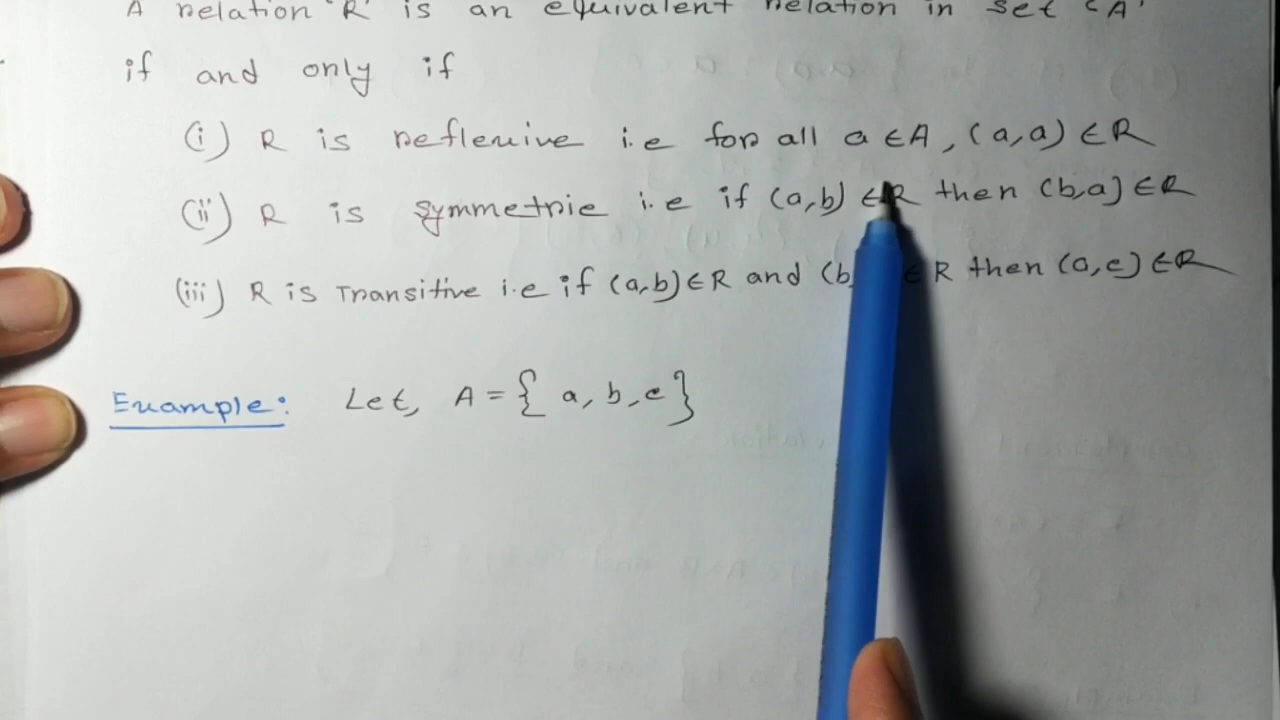 A relation 'R' is an equivalent relation in set 'A'
if and only if
(i) R is reflexive i.e for all a ∈ A, (a,a) ∈ R
(ii) R is symmetric i.e if (a,b) ∈ R then (b,a) ∈ R
(iii) R is Transitive i.e if (a,b) ∈ R and (b, ∈ R then (a,c) ∈ R
Example: Let, A = { a, b, c }